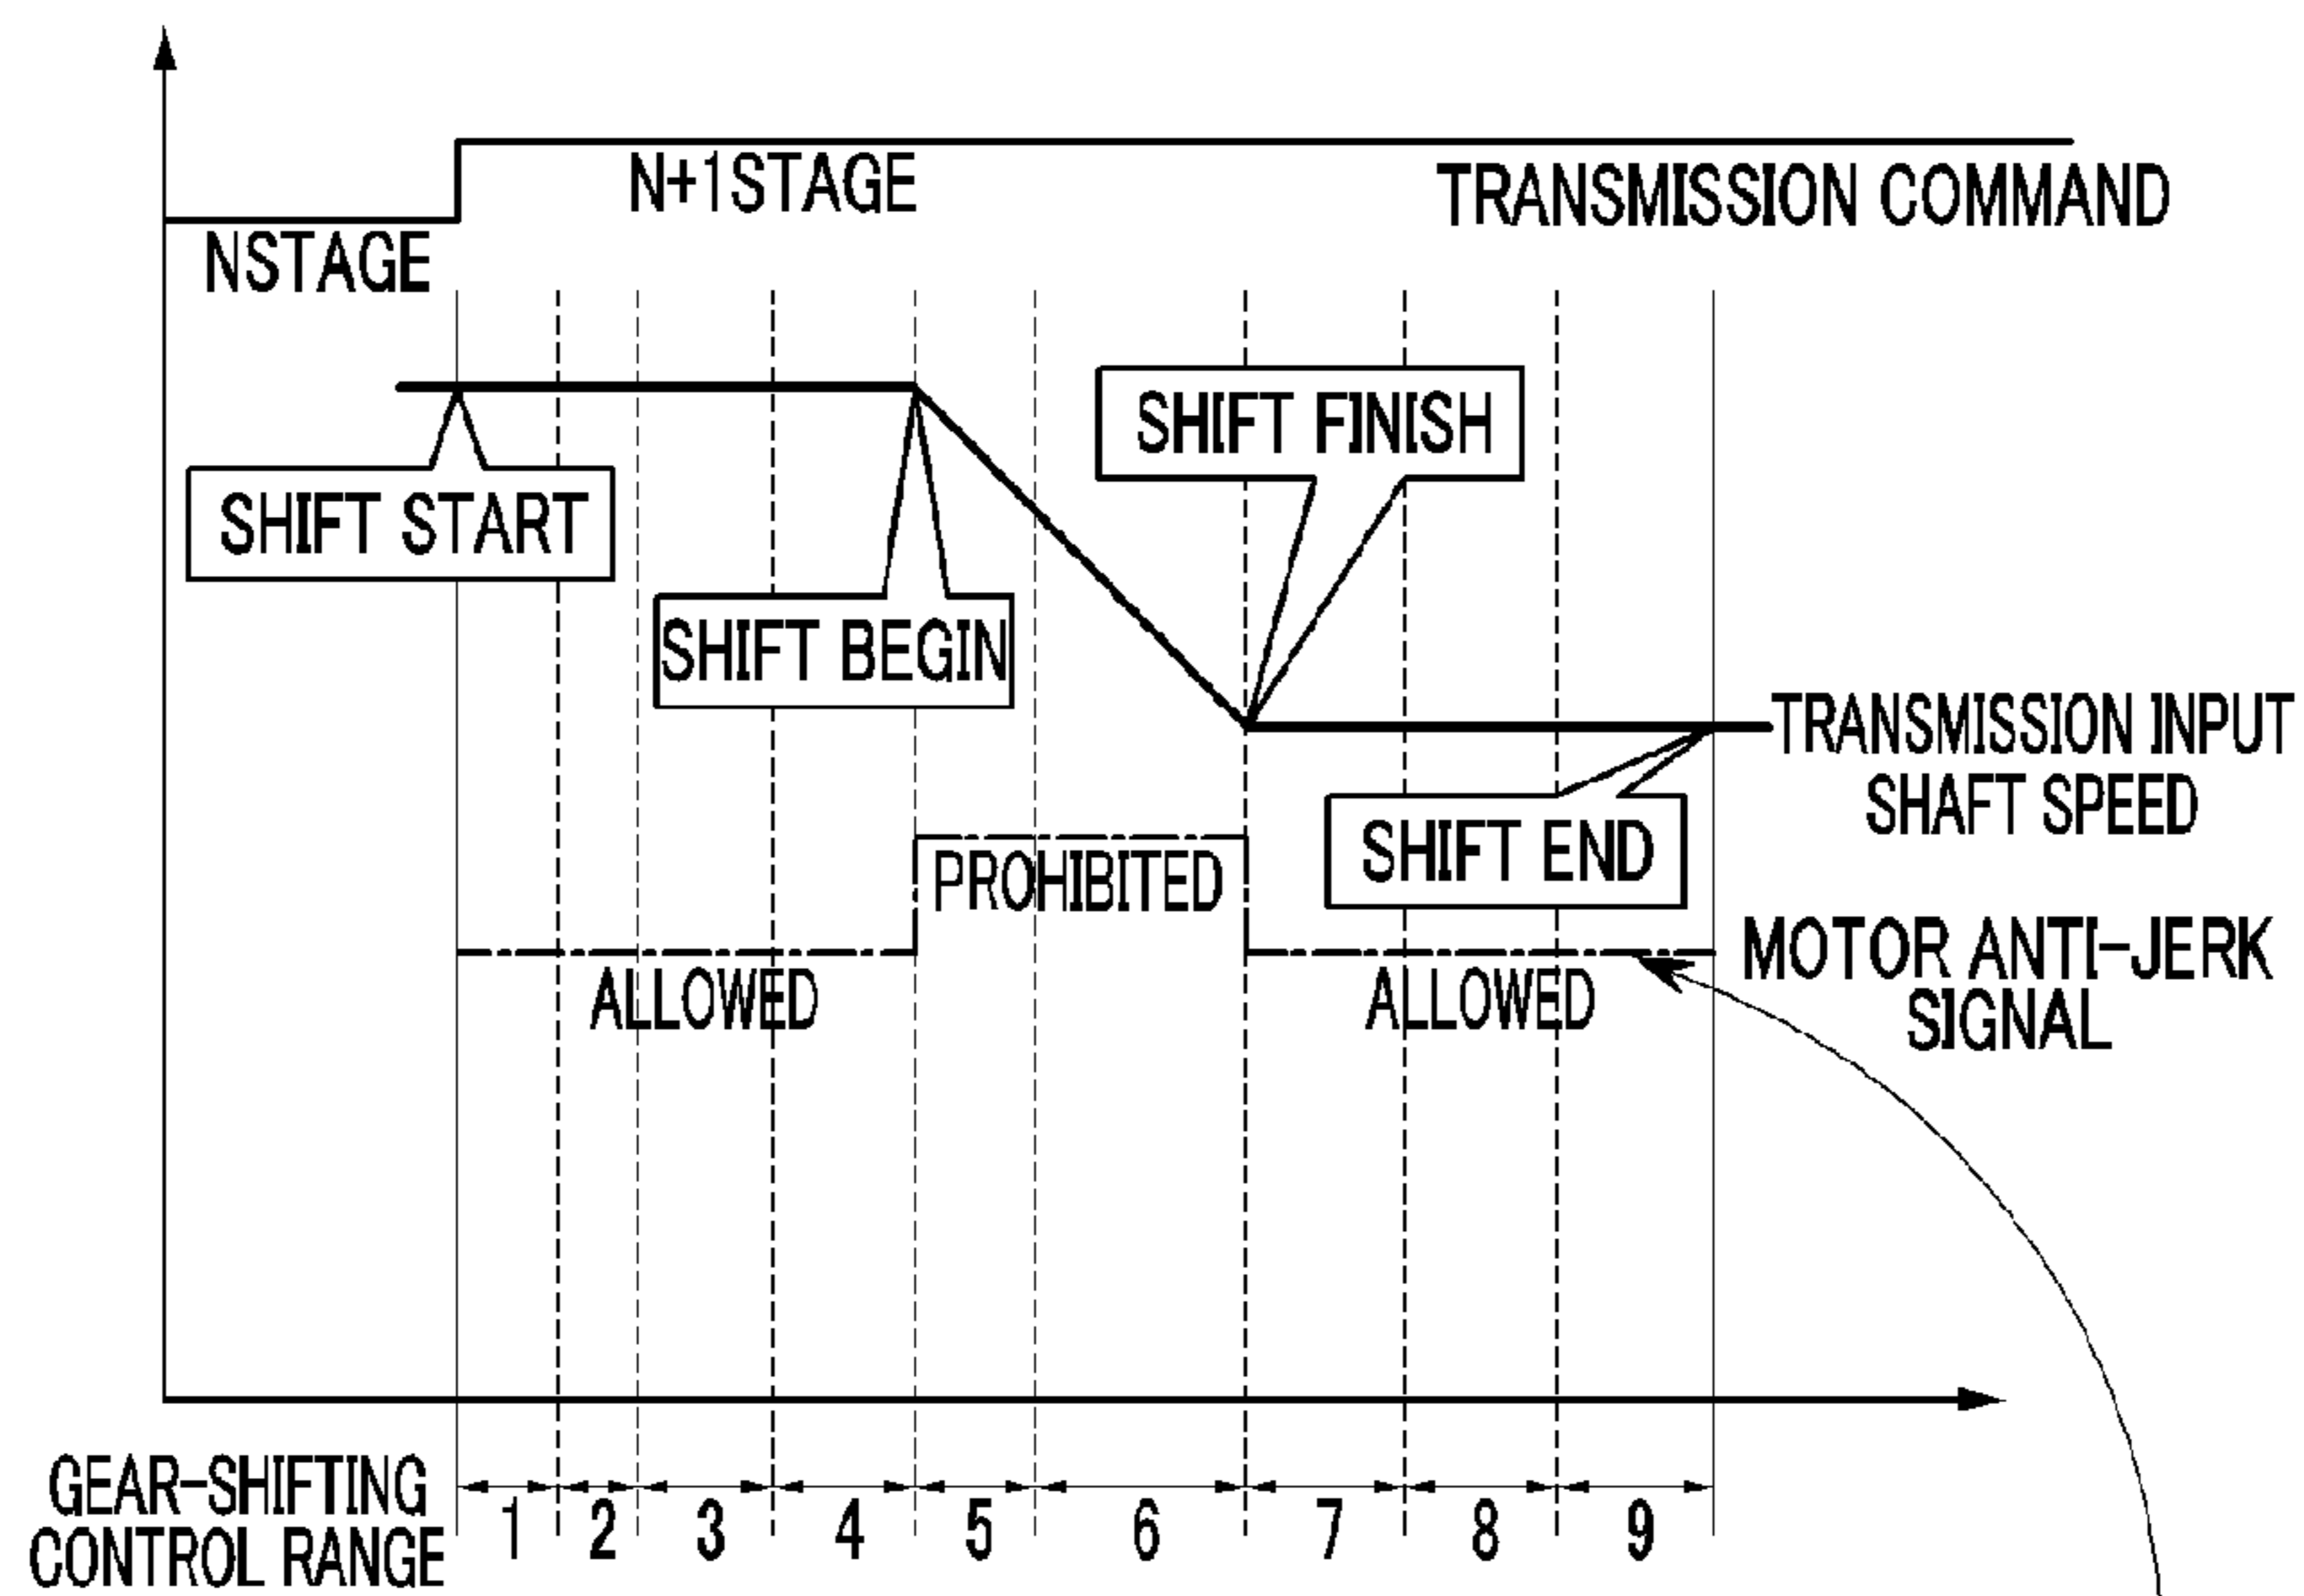 N+1STAGE
TRANSMISSION COMMAND
NSTAGE
SHIFT FINISH
SHIFT START
SHIFT BEGIN
TRANSMISSION INPUT
SHAFT SPEED
SHIFT END
PROHIBITED
MOTOR ANTI-JERK
SIGNAL
ALLOWED
ALLOWED
GEAR-SHIFTING
CONTROL RANGE
1 2 3 4 5 6 7 8 9